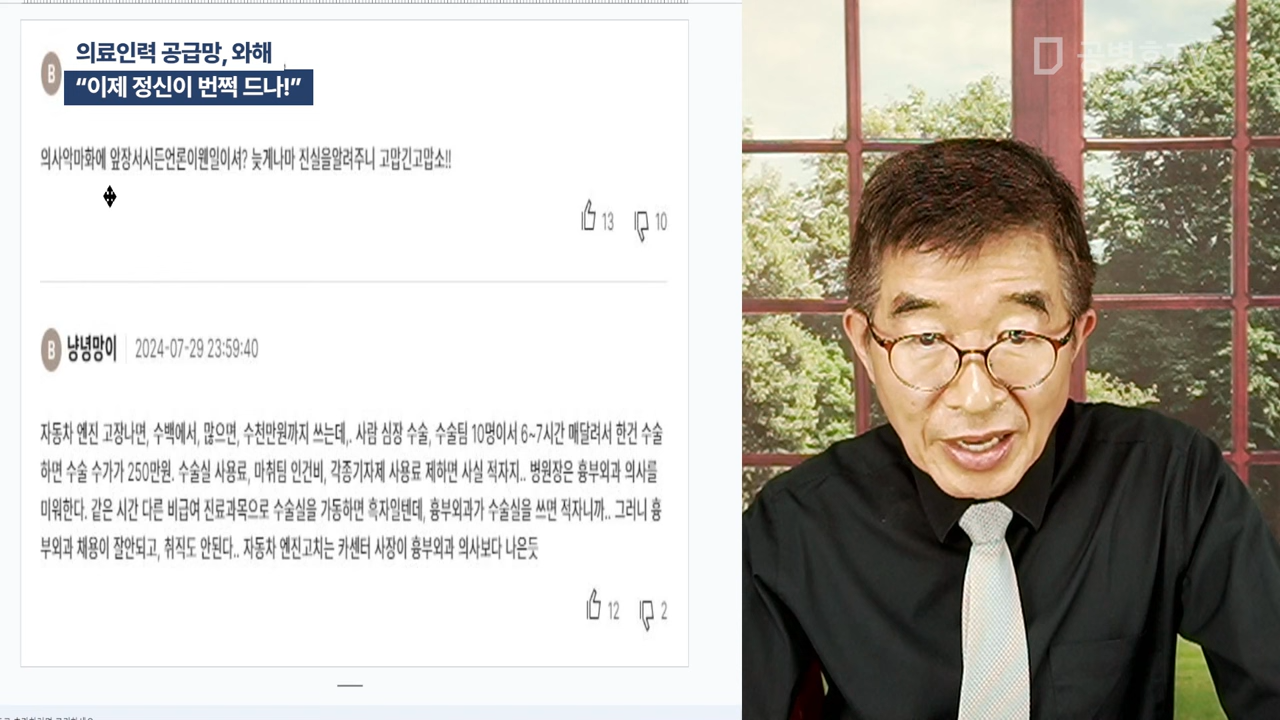 의료인력 공급망, 와해
“이제 정신이 번쩍 드나!”
B
의사악마화에 앞장서시든언론이웬일이셔? 늦게나마 진실을알려주니 고맙긴고맙소!!
13 10
B 냥녕망이 2024-07-29 23:59:40
자동차 엔진 고장나면, 수백에서, 많으면, 수천만원까지 쓰는데,. 사람 심장 수술, 수술팀 10명이서 6~7시간 매달려서 한건 수술
하면 수술 수가가 250만원. 수술실 사용료, 마취팀 인건비, 각종기자제 사용료 제하면 사실 적자지.. 병원장은 흉부외과 의사를
미워한다. 같은 시간 다른 비급여 진료과목으로 수술실을 가동하면 흑자일텐데, 흉부외과가 수술실을 쓰면 적자니까.. 그러니 흉
부외과 채용이 잘안되고, 취직도 안된다.. 자동차 엔진고치는 카센터 사장이 흉부외과 의사보다 나은듯
12 2